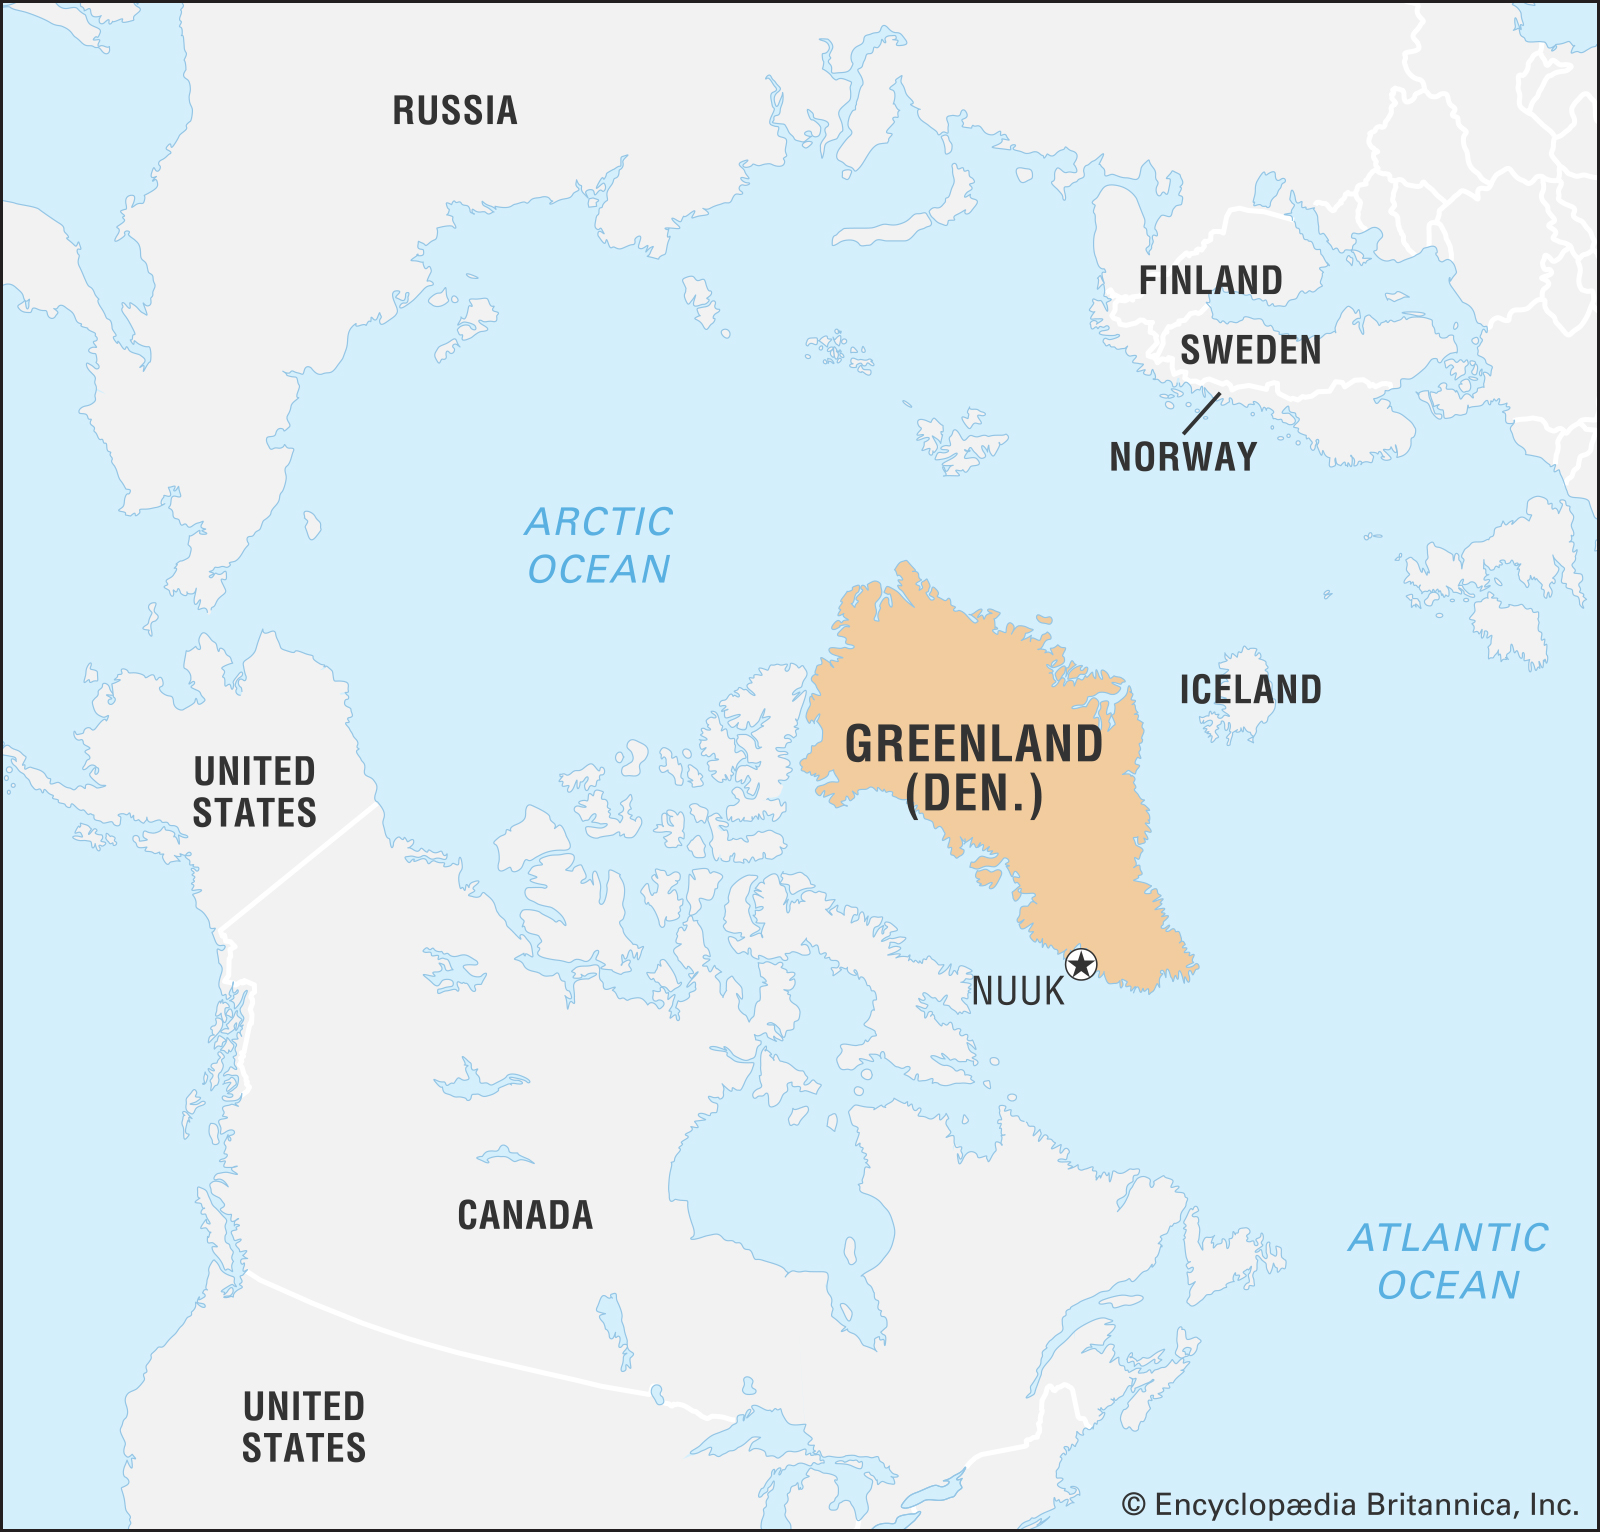 RUSSIA
FINLAND
SWEDEN
NORWAY
ARCTIC
OCEAN
ICELAND
GREENLAND
(DEN.)
UNITED
STATES
NUUK
CANADA
ATLANTIC
OCEAN
UNITED
STATES
© Encyclopædia Britannica, Inc.